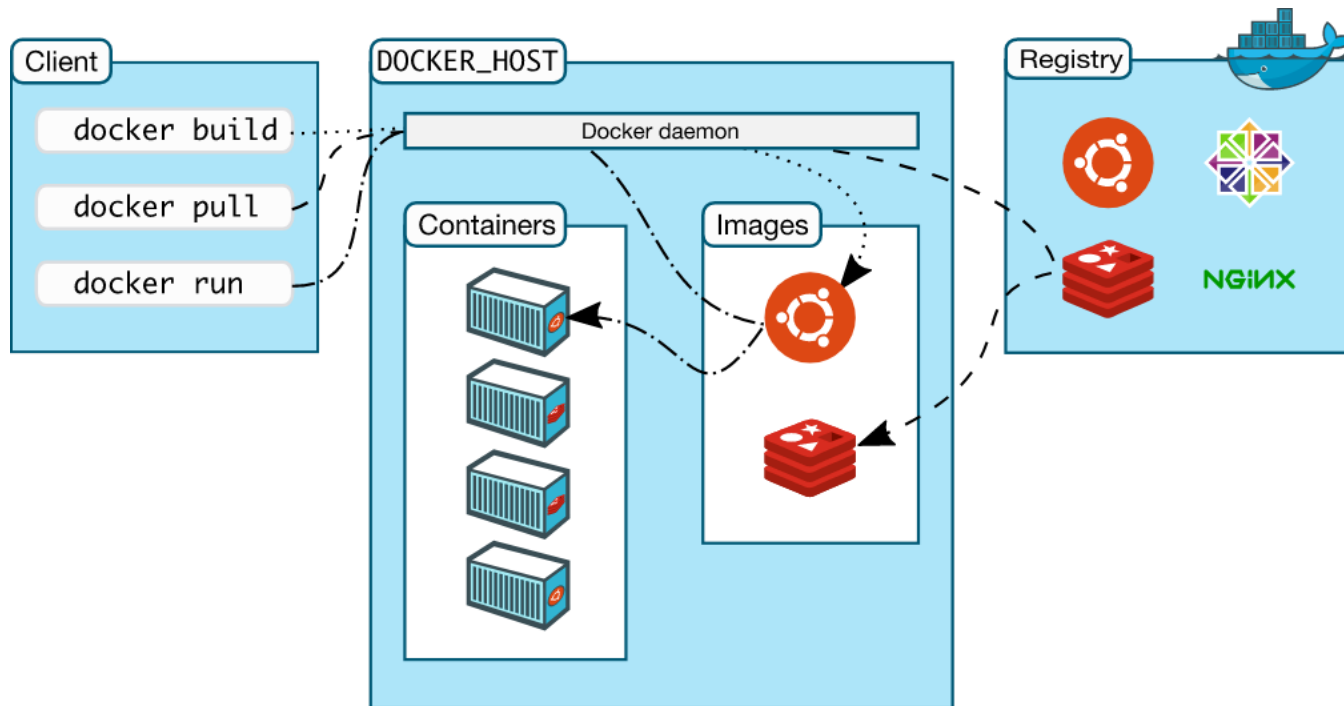 Client
docker build
docker pull
docker run
DOCKER_HOST
Docker daemon
Containers
Images
Registry
NGiNX